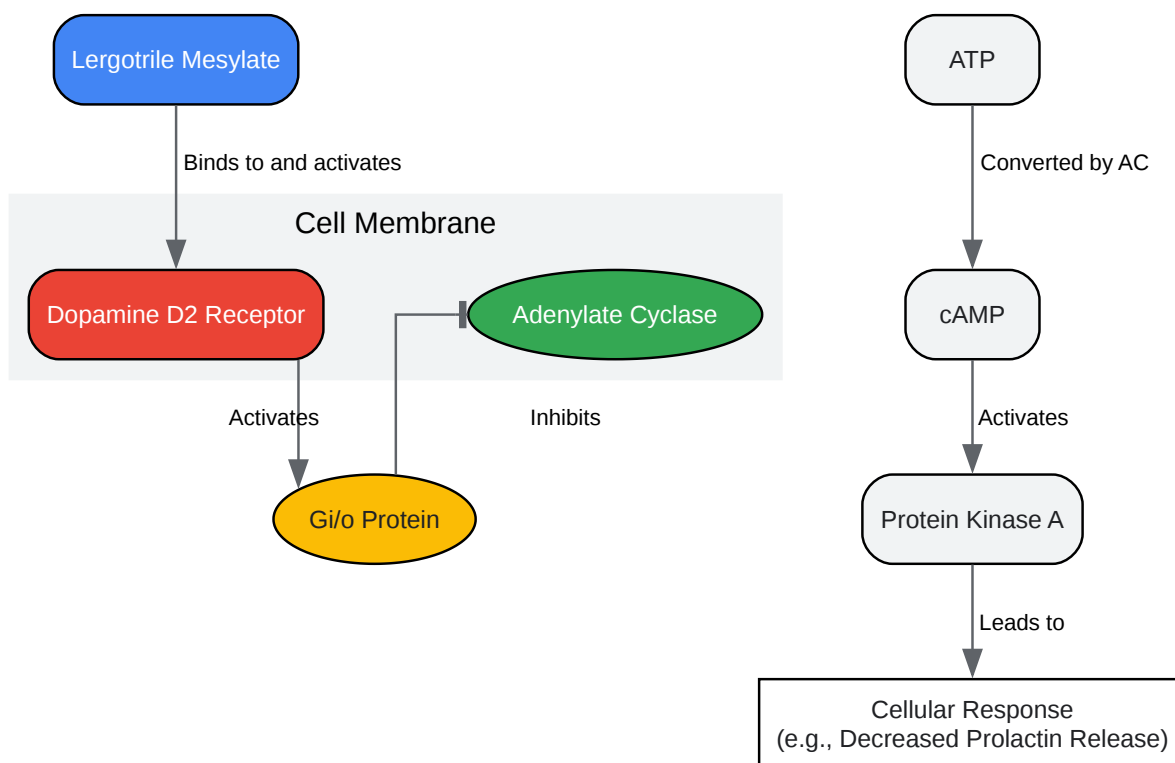 Lergotrile Mesylate
ATP
Binds to and activates
Converted by AC
Cell Membrane
Dopamine D2 Receptor
Adenylate Cyclase
cAMP
Activates
Inhibits
Activates
Gi/o Protein
Protein Kinase A
Leads to
Cellular Response
(e.g., Decreased Prolactin Release)